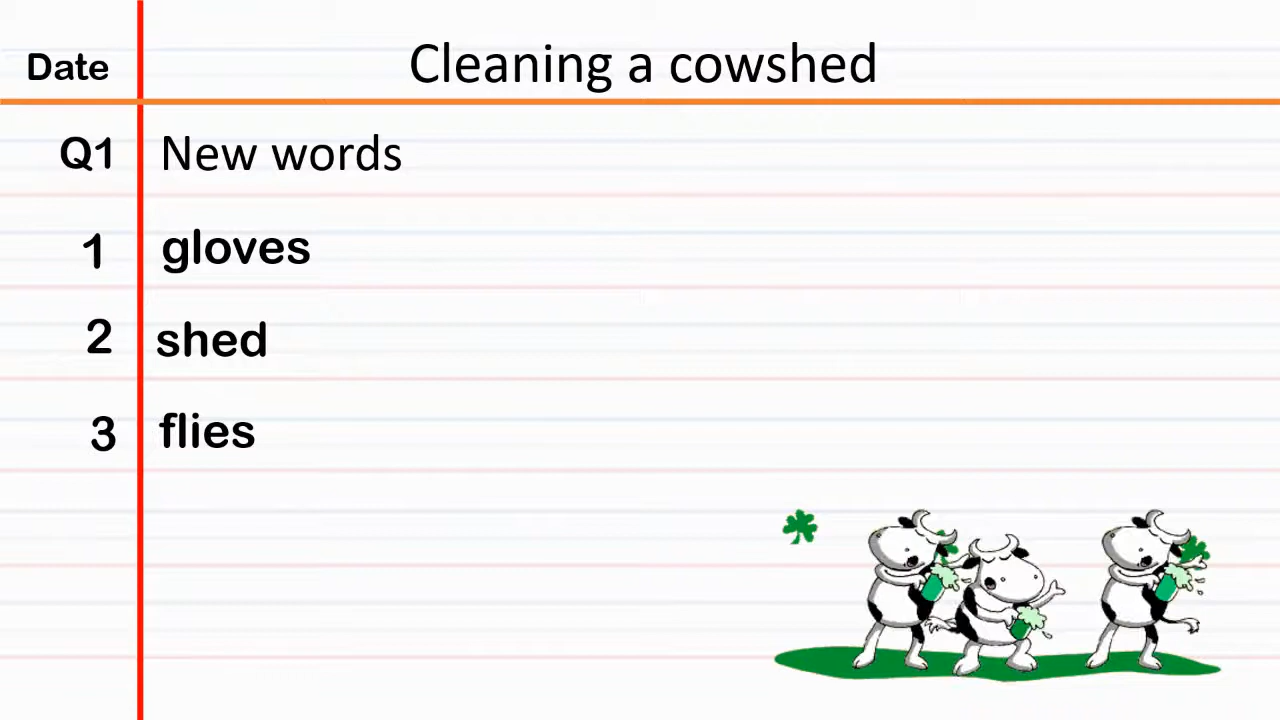 Date Cleaning a cowshed
Q1 New words
1 gloves
2 shed
3 flies